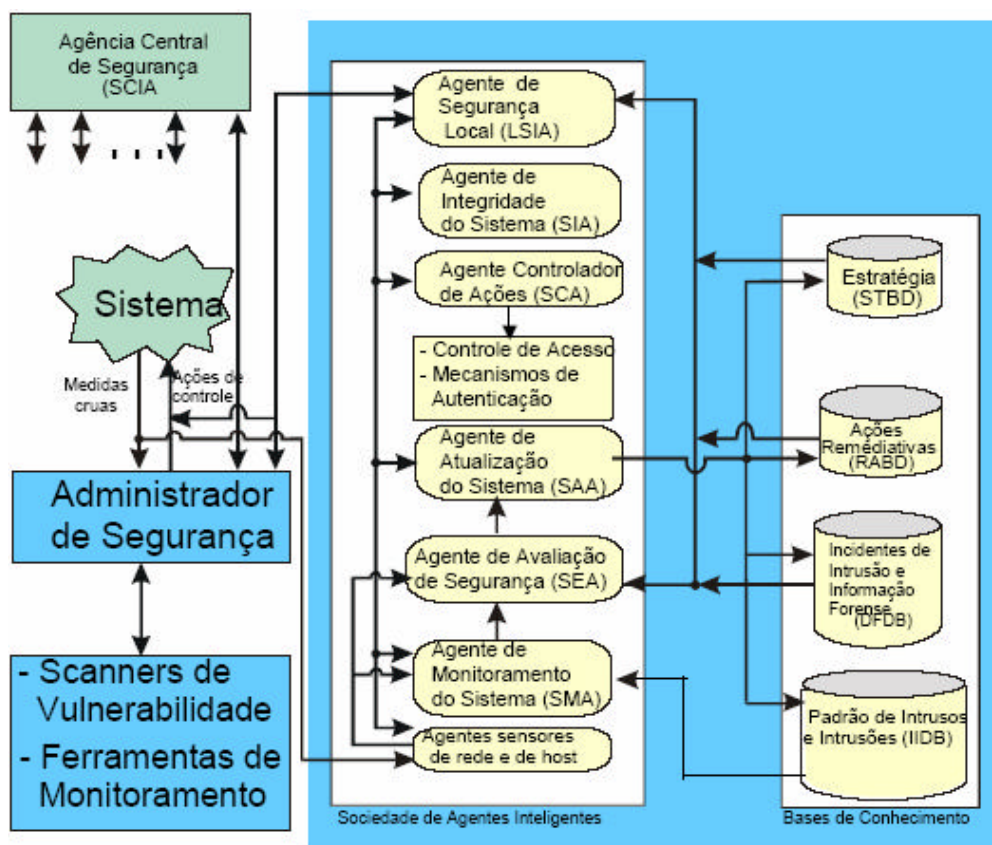 Agência Central
de Segurança
(SCIA
. . .
Sistema
Medidas
cruas
Ações de
controle
Administrador
de Segurança
- Scanners de
Vulnerabilidade
- Ferramentas de
Monitoramento
Agente de
Segurança
Local (LSIA)
Agente de
Integridade
do Sistema (SIA)
Agente Controlador
de Ações (SCA)
- Controle de Acesso
- Mecanismos de
Autenticação
Agente de
Atualização
do Sistema (SAA)
Agente de Avaliação
de Segurança (SEA)
Agente de
Monitoramento
do Sistema (SMA)
Agentes sensores
de rede e de host
Sociedade de Agentes Inteligentes
Estratégia
(STBD)
Ações
Remédiativas
(RABD)
Incidentes de
Intrusão e
Informação
Forense
(DFDB)
Padrão de Intrusos
e Intrusões (IIDB)
Bases de Conhecimento